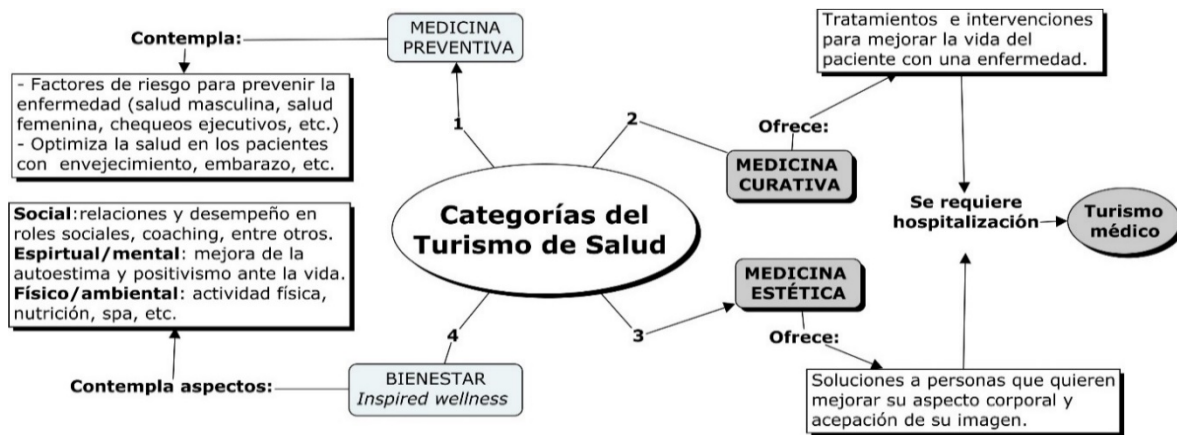 Categorías del
Turismo de Salud
1
MEDICINA
PREVENTIVA
Contempla:
- Factores de riesgo para prevenir la
enfermedad (salud masculina, salud
femenina, chequeos ejecutivos, etc.)
- Optimiza la salud en los pacientes
con envejecimiento, embarazo, etc.
2
MEDICINA
CURATIVA
Ofrece:
Tratamientos e intervenciones
para mejorar la vida del
paciente con una enfermedad.
Se requiere
hospitalización
Turismo
médico
3
MEDICINA
ESTÉTICA
Ofrece:
Soluciones a personas que quieren
mejorar su aspecto corporal y
acepación de su imagen.
4
BIENESTAR
Inspired wellness
Contempla aspectos:
Social:relaciones y desempeño en
roles sociales, coaching, entre otros.
Espirtual/mental: mejora de la
autoestima y positivismo ante la vida.
Físico/ambiental: actividad física,
nutrición, spa, etc.